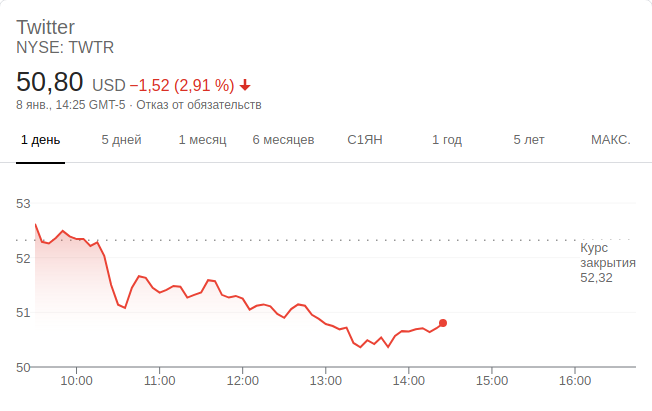 Twitter
NYSE: TWTR
50,80 USD −1,52 (2,91 %)
8 янв., 14:25 GMT-5 · Отказ от обязательств
1 день 5 дней 1 месяц 6 месяцев С1ЯН 1 год 5 лет МАКС.
53
52
51
50
Курс
закрытия
52,32
10:00 11:00 12:00 13:00 14:00 15:00 16:00